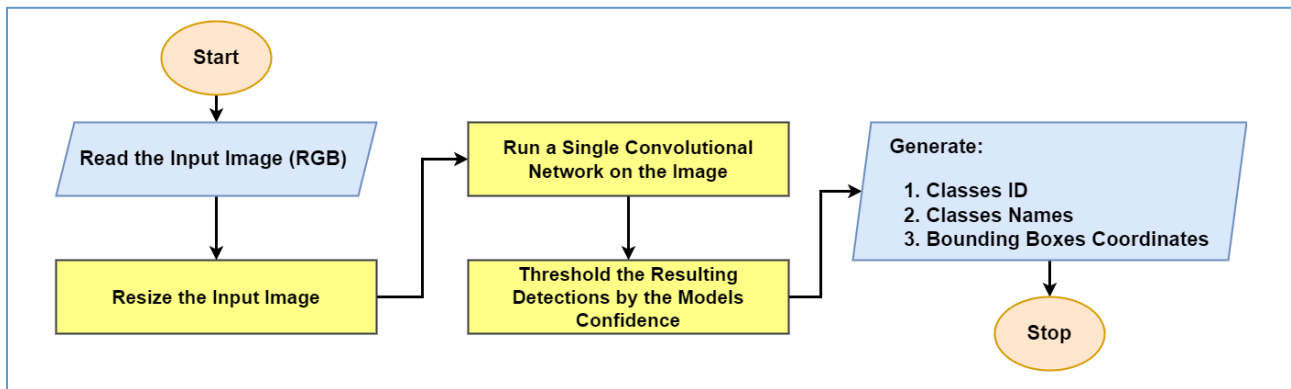 Start
Read the Input Image (RGB)
Resize the Input Image
Run a Single Convolutional
Network on the Image
Threshold the Resulting
Detections by the Models
Confidence
Generate:
1. Classes ID
2. Classes Names
3. Bounding Boxes Coordinates
Stop